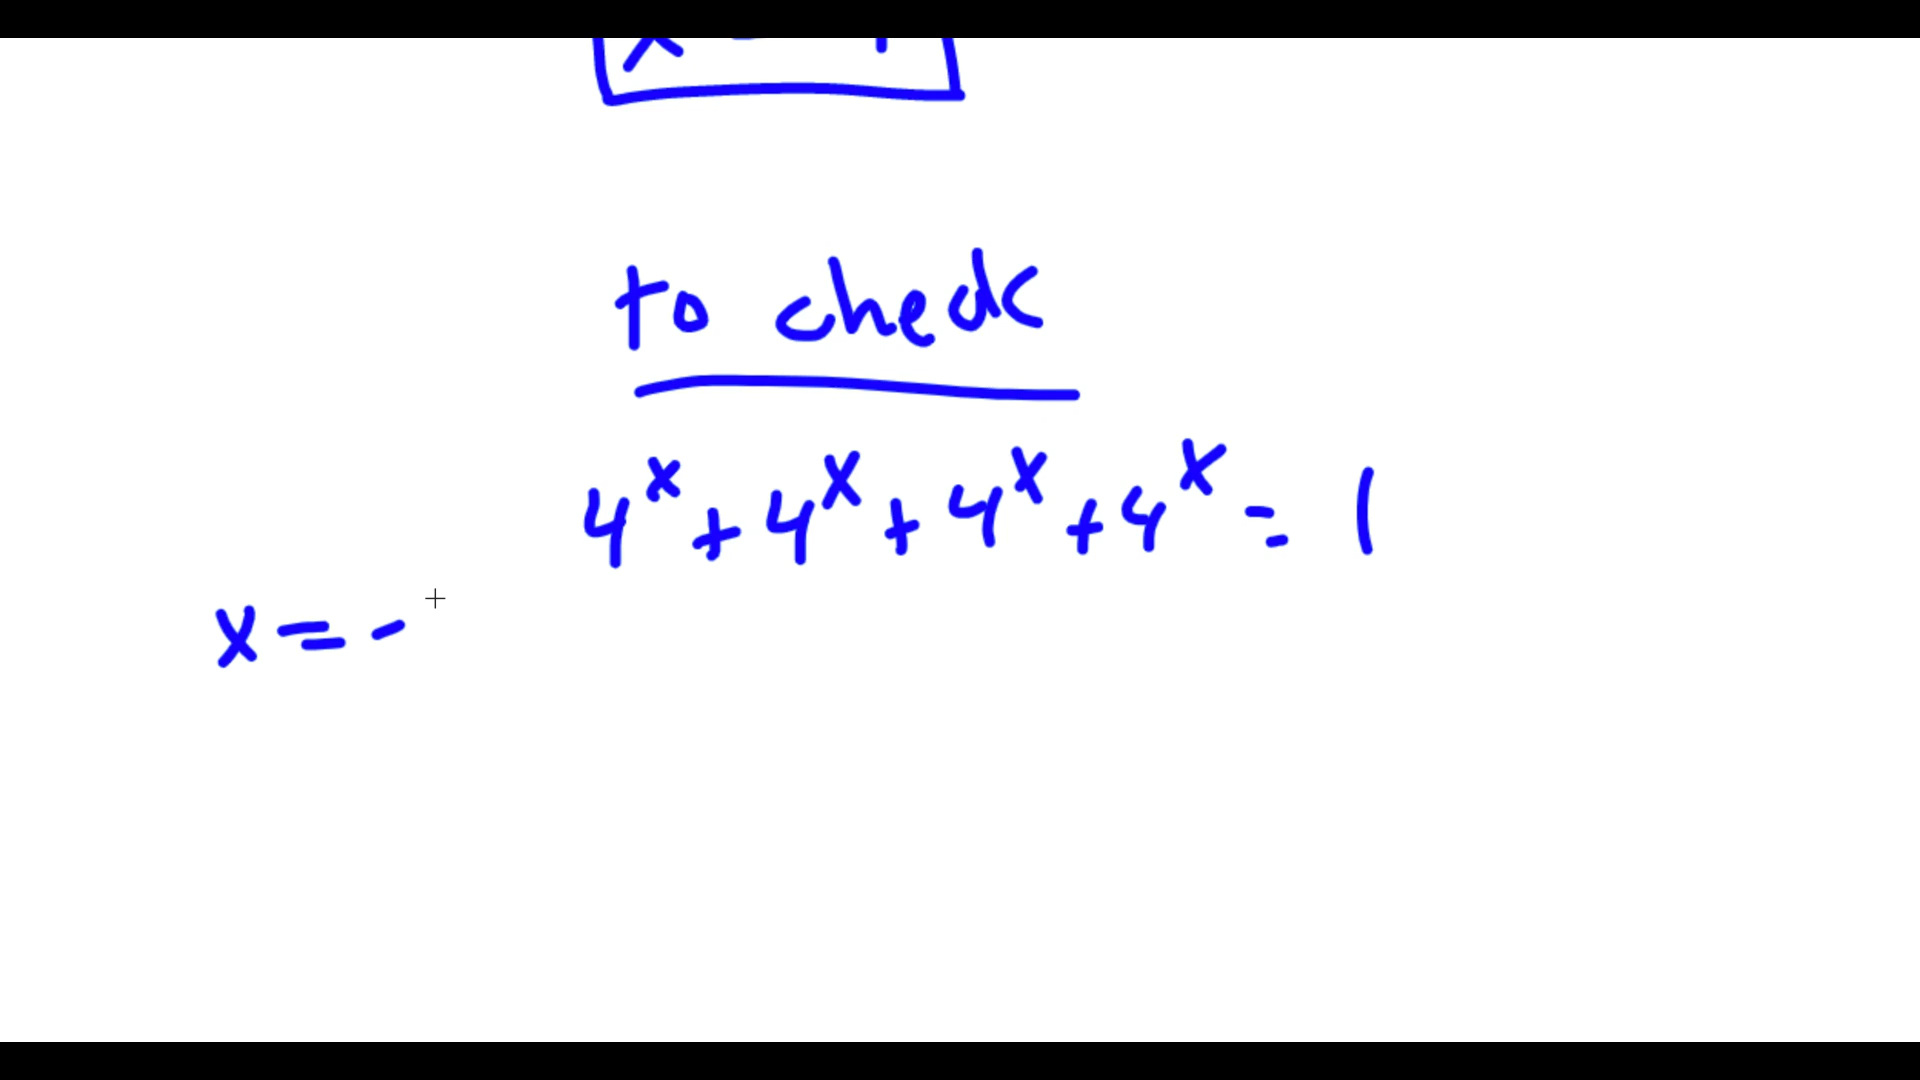 to check
4^x + 4^x + 4^x + 4^x = 1
x = -